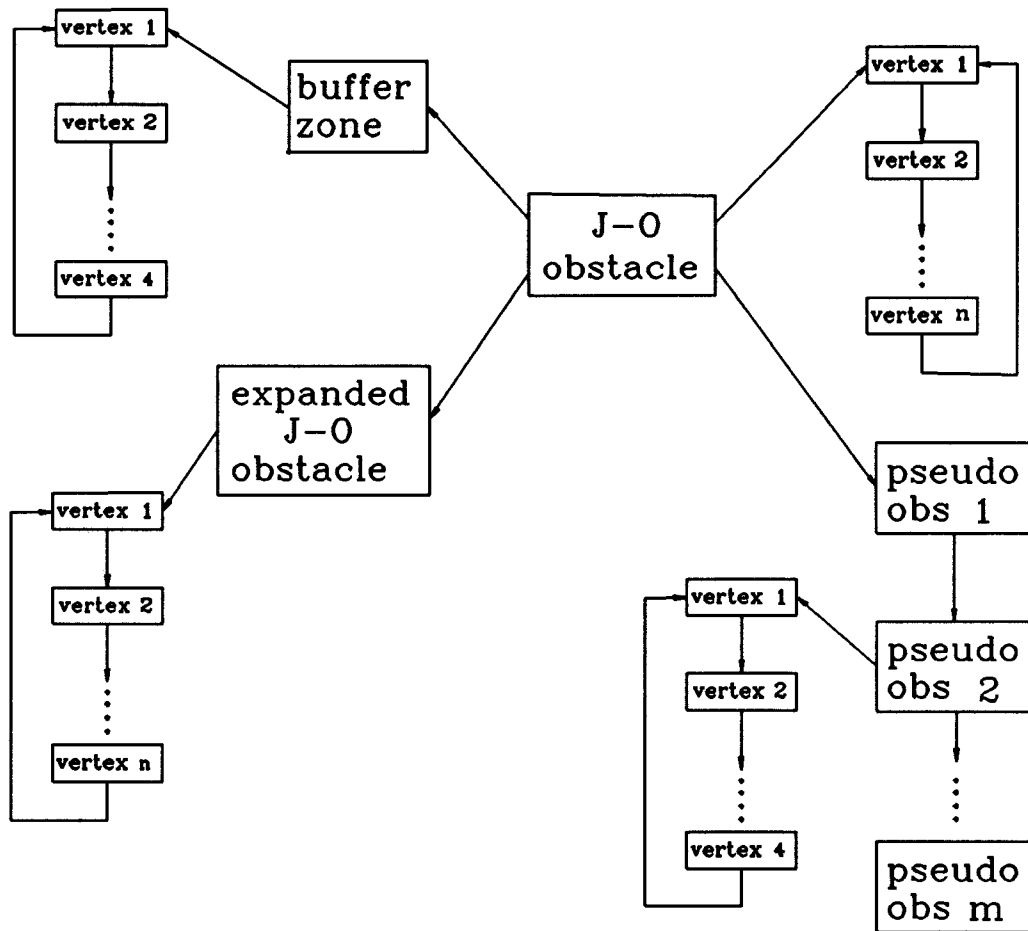 vertex 1
vertex 2
vertex 4
buffer
zone
J-O
obstacle
vertex 1
vertex 2
vertex n
expanded
J-O
obstacle
vertex 1
vertex 2
vertex n
pseudo
obs 1
pseudo
obs 2
pseudo
obs m
vertex 1
vertex 2
vertex 4